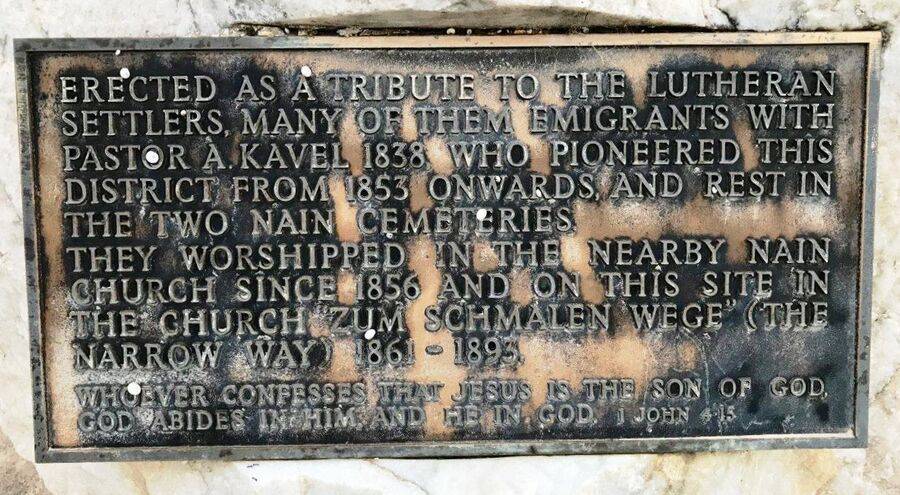 ERECTED AS A TRIBUTE TO THE LUTHERAN
SETTLERS, MANY OF THEM EMIGRANTS WITH
PASTOR A. KAVEL 1838 WHO PIONEERED THIS
DISTRICT FROM 1853 ONWARDS, AND REST IN
THE TWO NAIN CEMETERIES.
THEY WORSHIPPED IN THE NEARBY NAIN
CHURCH SINCE 1856 AND ON THIS SITE IN
THE CHURCH "ZUM SCHMALEN WEGE" (THE
NARROW WAY) 1861 - 1893.
WHOEVER CONFESSES THAT JESUS IS THE SON OF GOD,
GOD ABIDES IN HIM, AND HE IN GOD. 1 JOHN 4·15